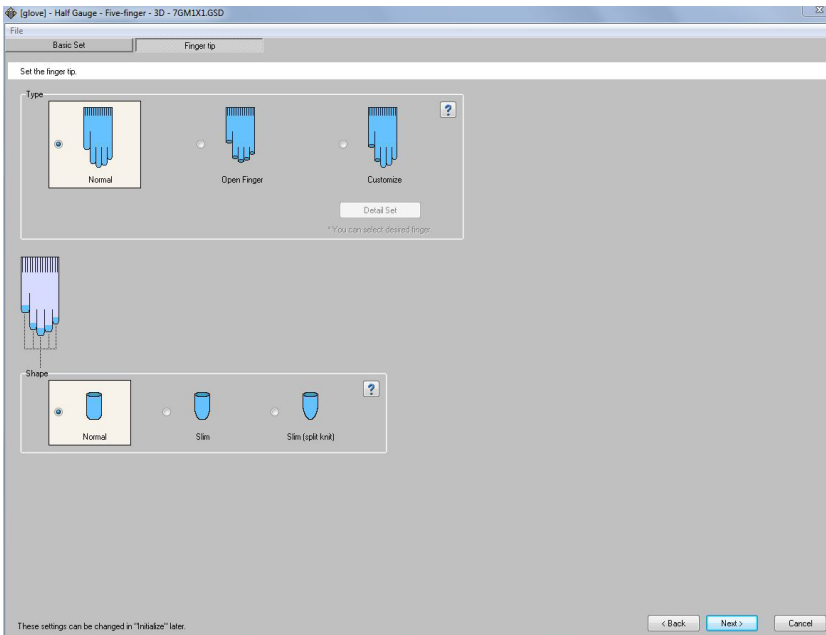 [glove] - Half Gauge - Five-finger - 3D - 7GM1X1.GSD
File
Basic Set
Finger tip
Set the finger tip.
Type
?
Normal
Open Finger
Customize
Detail Set
*You can select desired finger.
Shape
?
Normal
Slim
Slim (split knit)
These settings can be changed in "Initialize" later.
< Back
Next >
Cancel